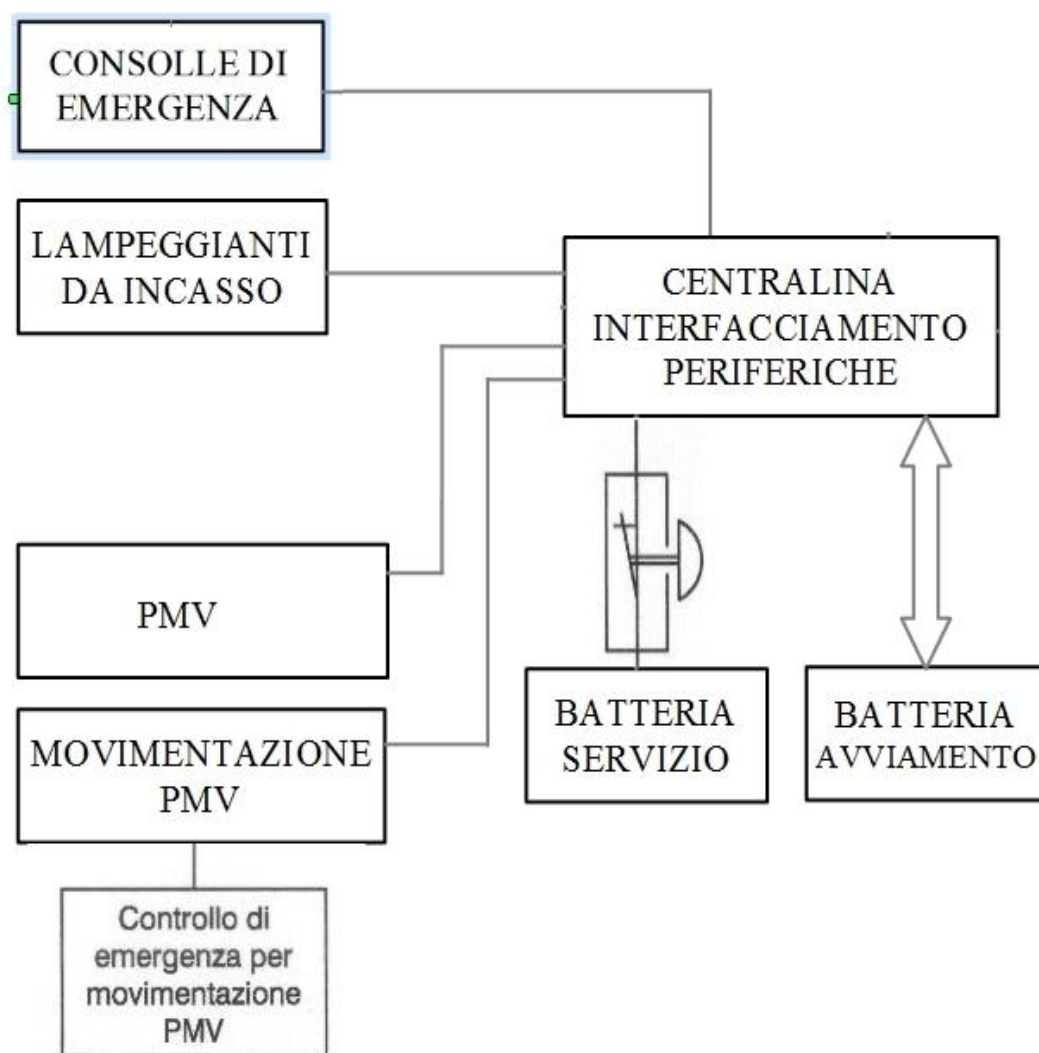 CONSOLLE DI
EMERGENZA
LAMPEGGIANTI
DA INCASSO
CENTRALINA
INTERFACCIAMENTO
PERIFERICHE
PMV
BATTERIA
SERVIZIO
BATTERIA
AVVIAMENTO
MOVIMENTAZIONE
PMV
Controllo di
emergenza per
movimentazione
PMV